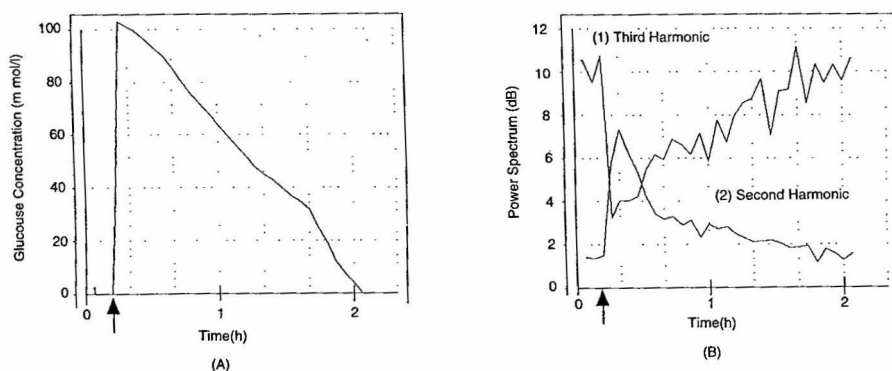 100
80
60
40
20
0
Glucouse Concentration (m mol/l)
0
1
2
Time(h)
(A)
12
10
8
6
4
2
0
Power Spectrum (dB)
(1) Third Harmonic
(2) Second Harmonic
0
1
2
Time(h)
(B)